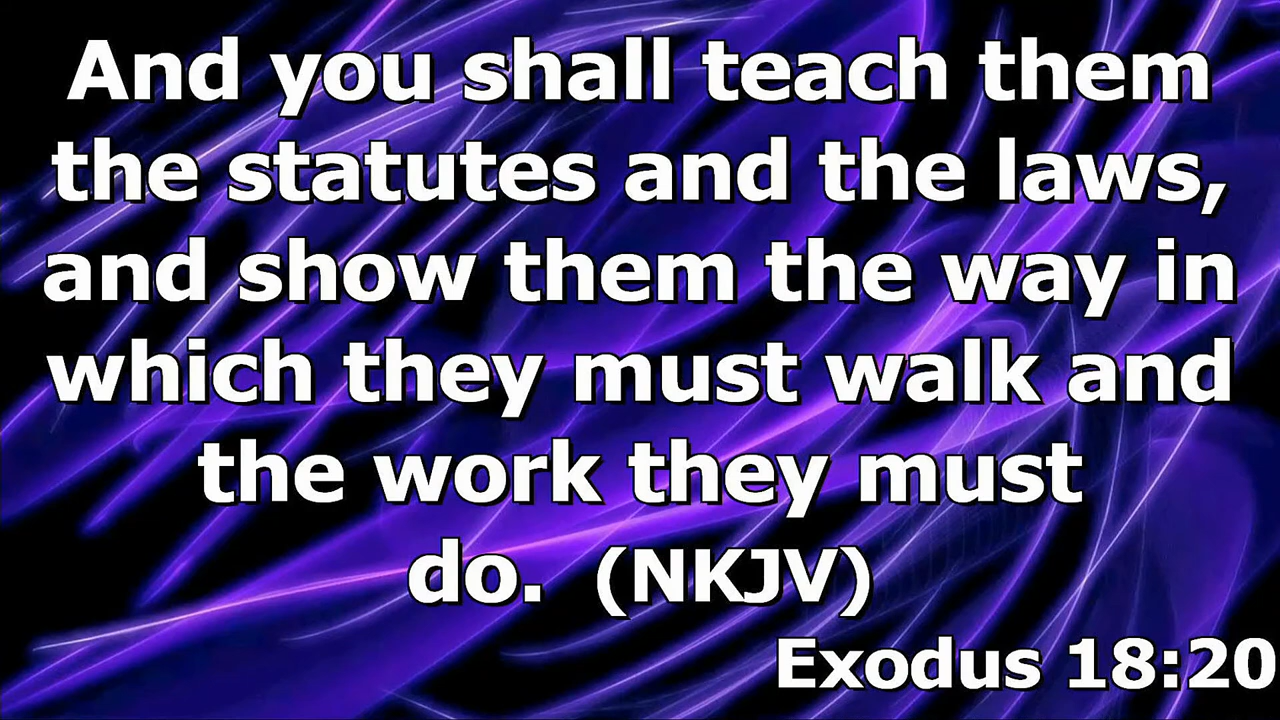 And you shall teach them
the statutes and the laws,
and show them the way in
which they must walk and
the work they must
do.  (NKJV)
Exodus 18:20